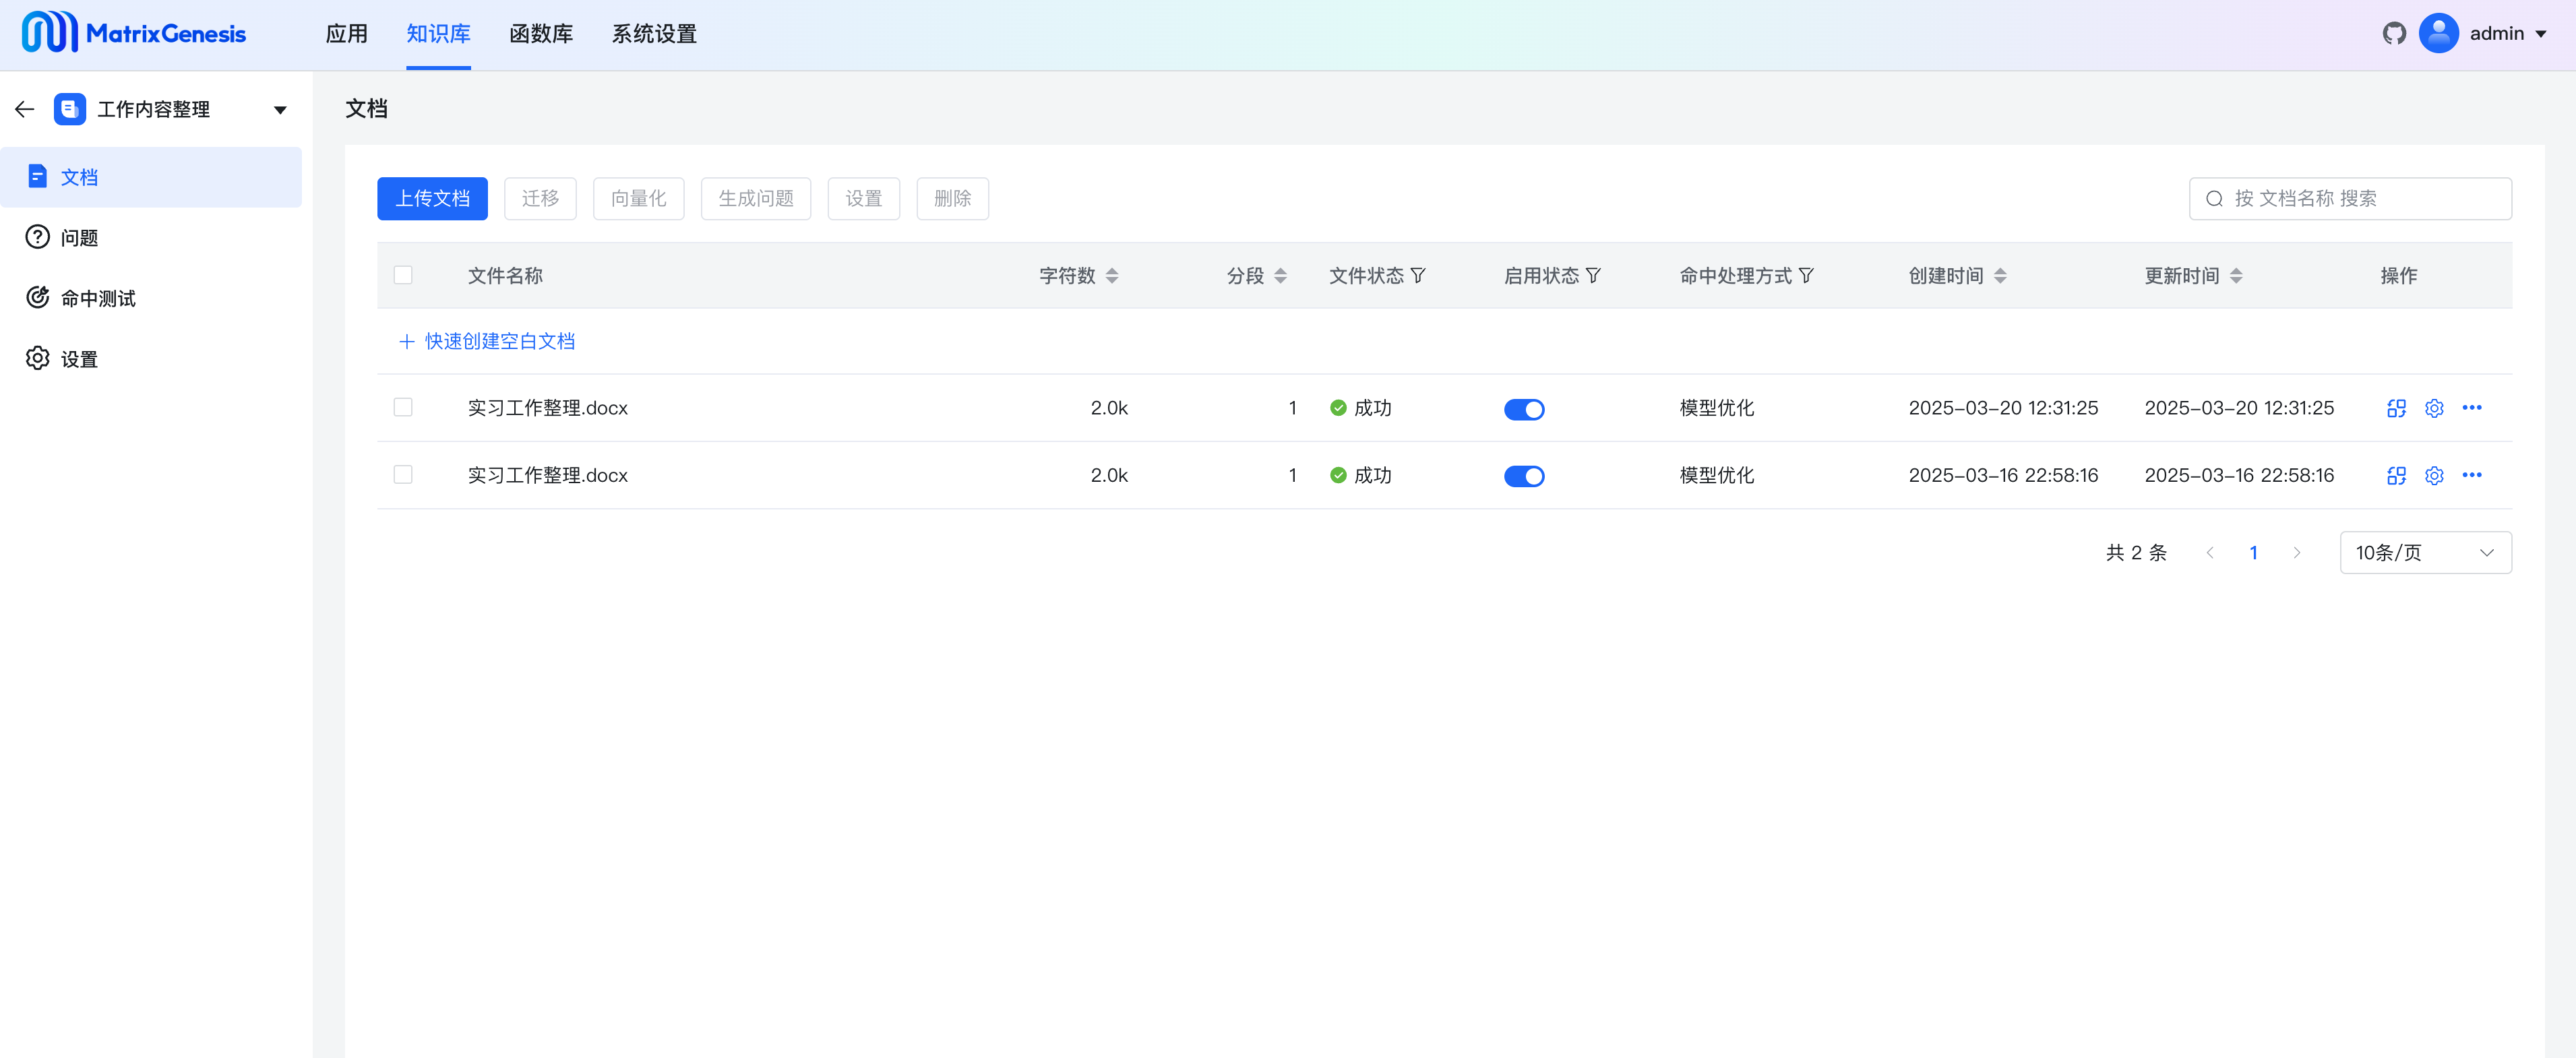 MatrixGenesis 应用 知识库 函数库 系统设置 admin
工作内容整理
文档
问题
命中测试
设置
文档
上传文档 迁移 向量化 生成问题 设置 删除 按 文档名称 搜索
文件名称 字符数 分段 文件状态 启用状态 命中处理方式 创建时间 更新时间 操作
快速创建空白文档
实习工作整理.docx 2.0k 1 成功 模型优化 2025-03-20 12:31:25 2025-03-20 12:31:25
实习工作整理.docx 2.0k 1 成功 模型优化 2025-03-16 22:58:16 2025-03-16 22:58:16
共 2 条 1 10条/页